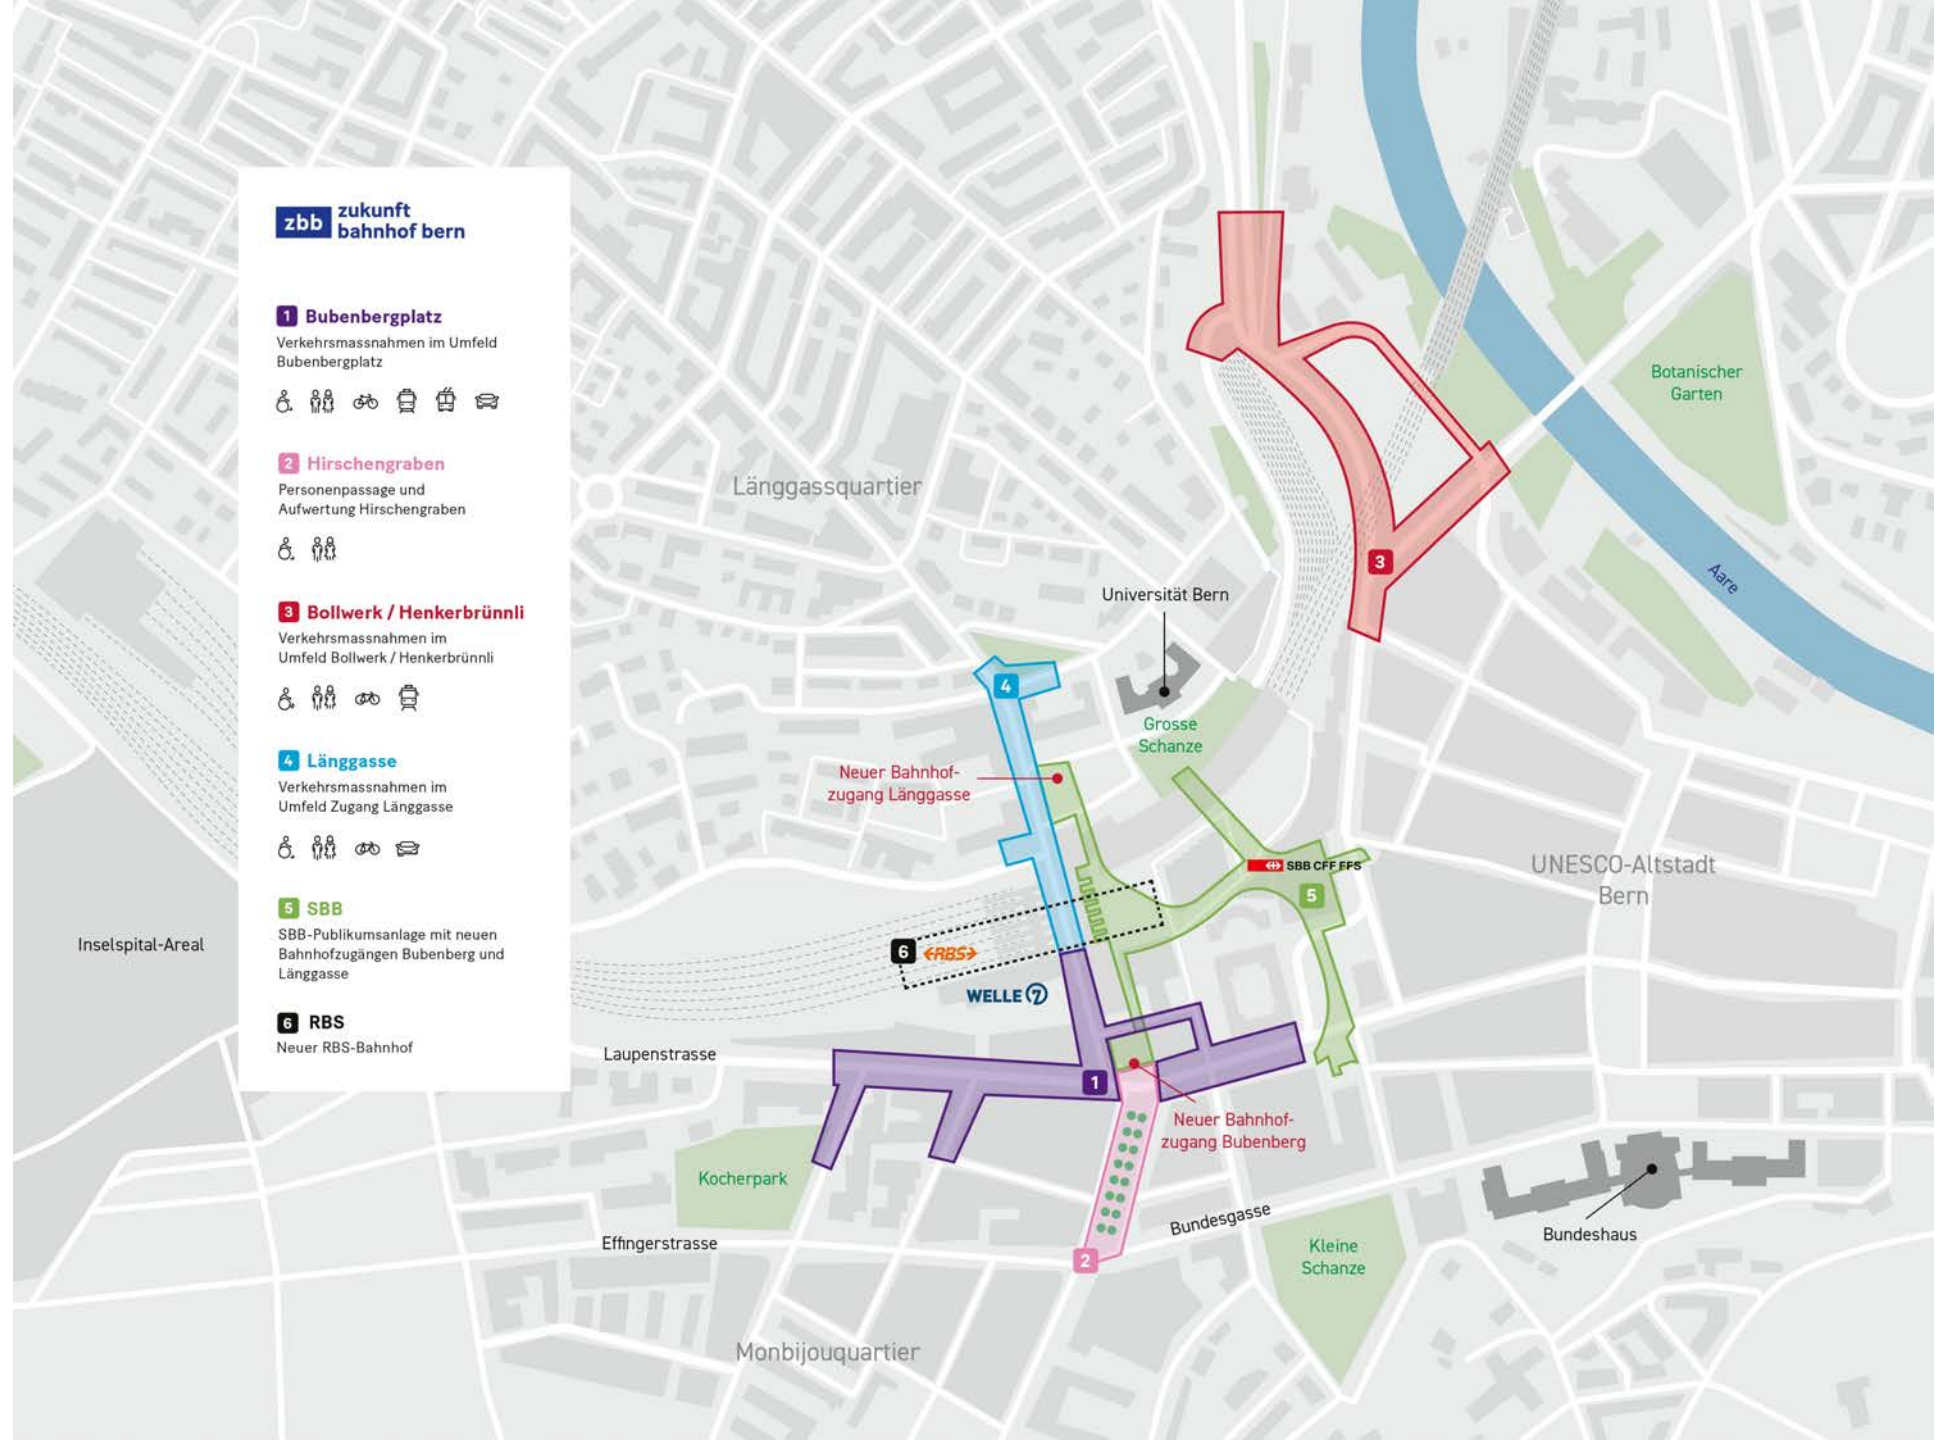 zbb
zukunft
bahnhof bern
1 Bubenbergplatz
Verkehrsmassnahmen im Umfeld
Bubenbergplatz
2 Hirschengraben
Personenpassage und
Aufwertung Hirschengraben
3 Bollwerk / Henkerbrünnli
Verkehrsmassnahmen im
Umfeld Bollwerk / Henkerbrünnli
4 Länggasse
Verkehrsmassnahmen im
Umfeld Zugang Länggasse
5 SBB
SBB-Publikumsanlage mit neuen
Bahnhofzugängen Bubenberg und
Länggasse
6 RBS
Neuer RBS-Bahnhof
Botanischer
Garten
Länggassquartier
3
Aare
Universität Bern
4
Grosse
Schanze
Neuer Bahnhof-
zugang Länggasse
SBB CFF FFS
5
UNESCO-Altstadt
Bern
Inselspital-Areal
6
RBS
WELLE 7
Laupenstrasse
1
Neuer Bahnhof-
zugang Bubenberg
Kocherpark
Bundesgasse
Effingerstrasse
2
Kleine
Schanze
Bundeshaus
Monbijouquartier